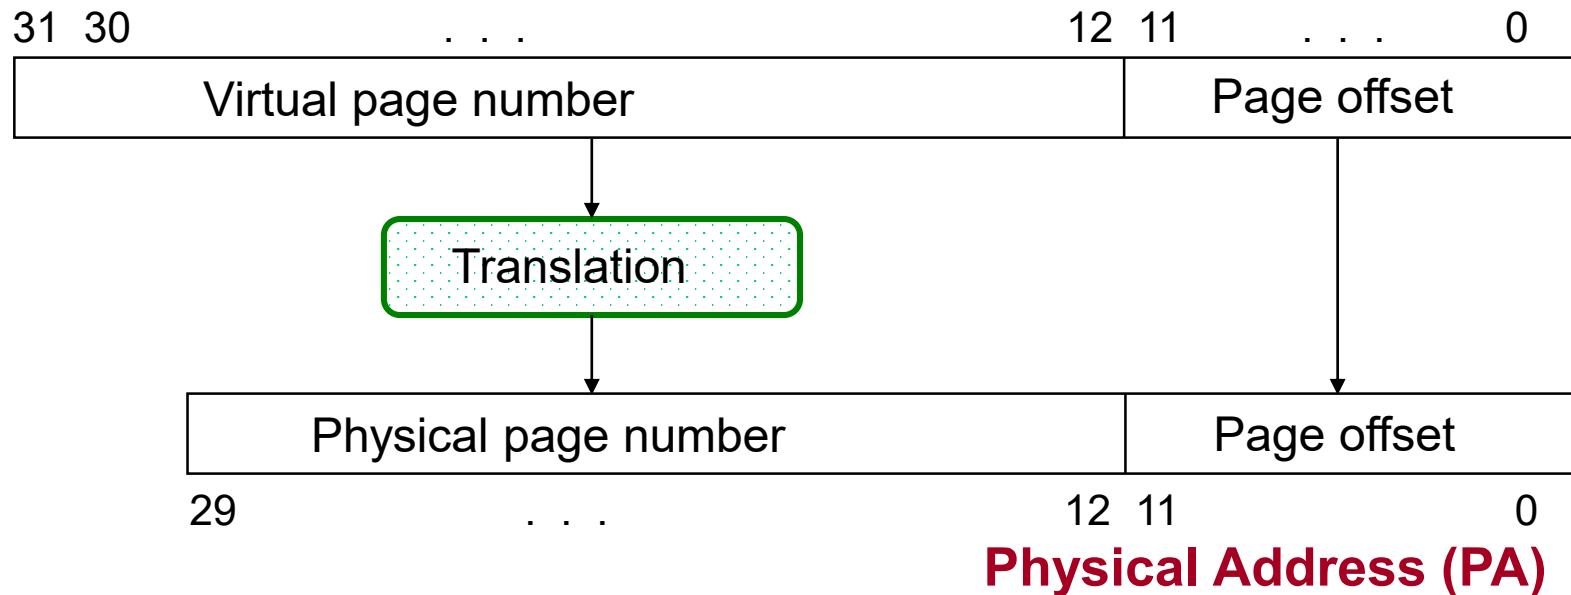 31 30 . . . 12 11 . . . 0
Virtual page number Page offset
Translation
Physical page number Page offset
29 . . . 12 11 0
Physical Address (PA)